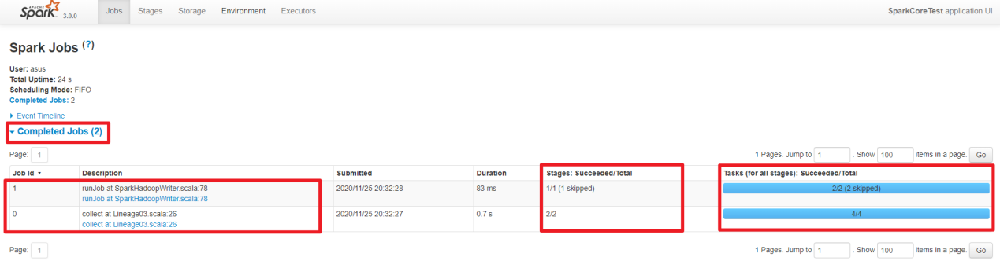 APACHE Spark 3.0.0 Jobs Stages Storage Environment Executors SparkCoreTest application UI
Spark Jobs (?)
User: asus
Total Uptime: 24 s
Scheduling Mode: FIFO
Completed Jobs: 2
Event Timeline
Completed Jobs (2)
Page: 1 1 Pages. Jump to 1 . Show 100 items in a page. Go
Job Id Description Submitted Duration Stages: Succeeded/Total Tasks (for all stages): Succeeded/Total
1 runJob at SparkHadoopWriter.scala:78 2020/11/25 20:32:28 83 ms 1/1 (1 skipped) 2/2 (2 skipped)
runJob at SparkHadoopWriter.scala:78
0 collect at Lineage03.scala:26 2020/11/25 20:32:27 0.7 s 2/2 4/4
collect at Lineage03.scala:26
Page: 1 1 Pages. Jump to 1 . Show 100 items in a page. Go